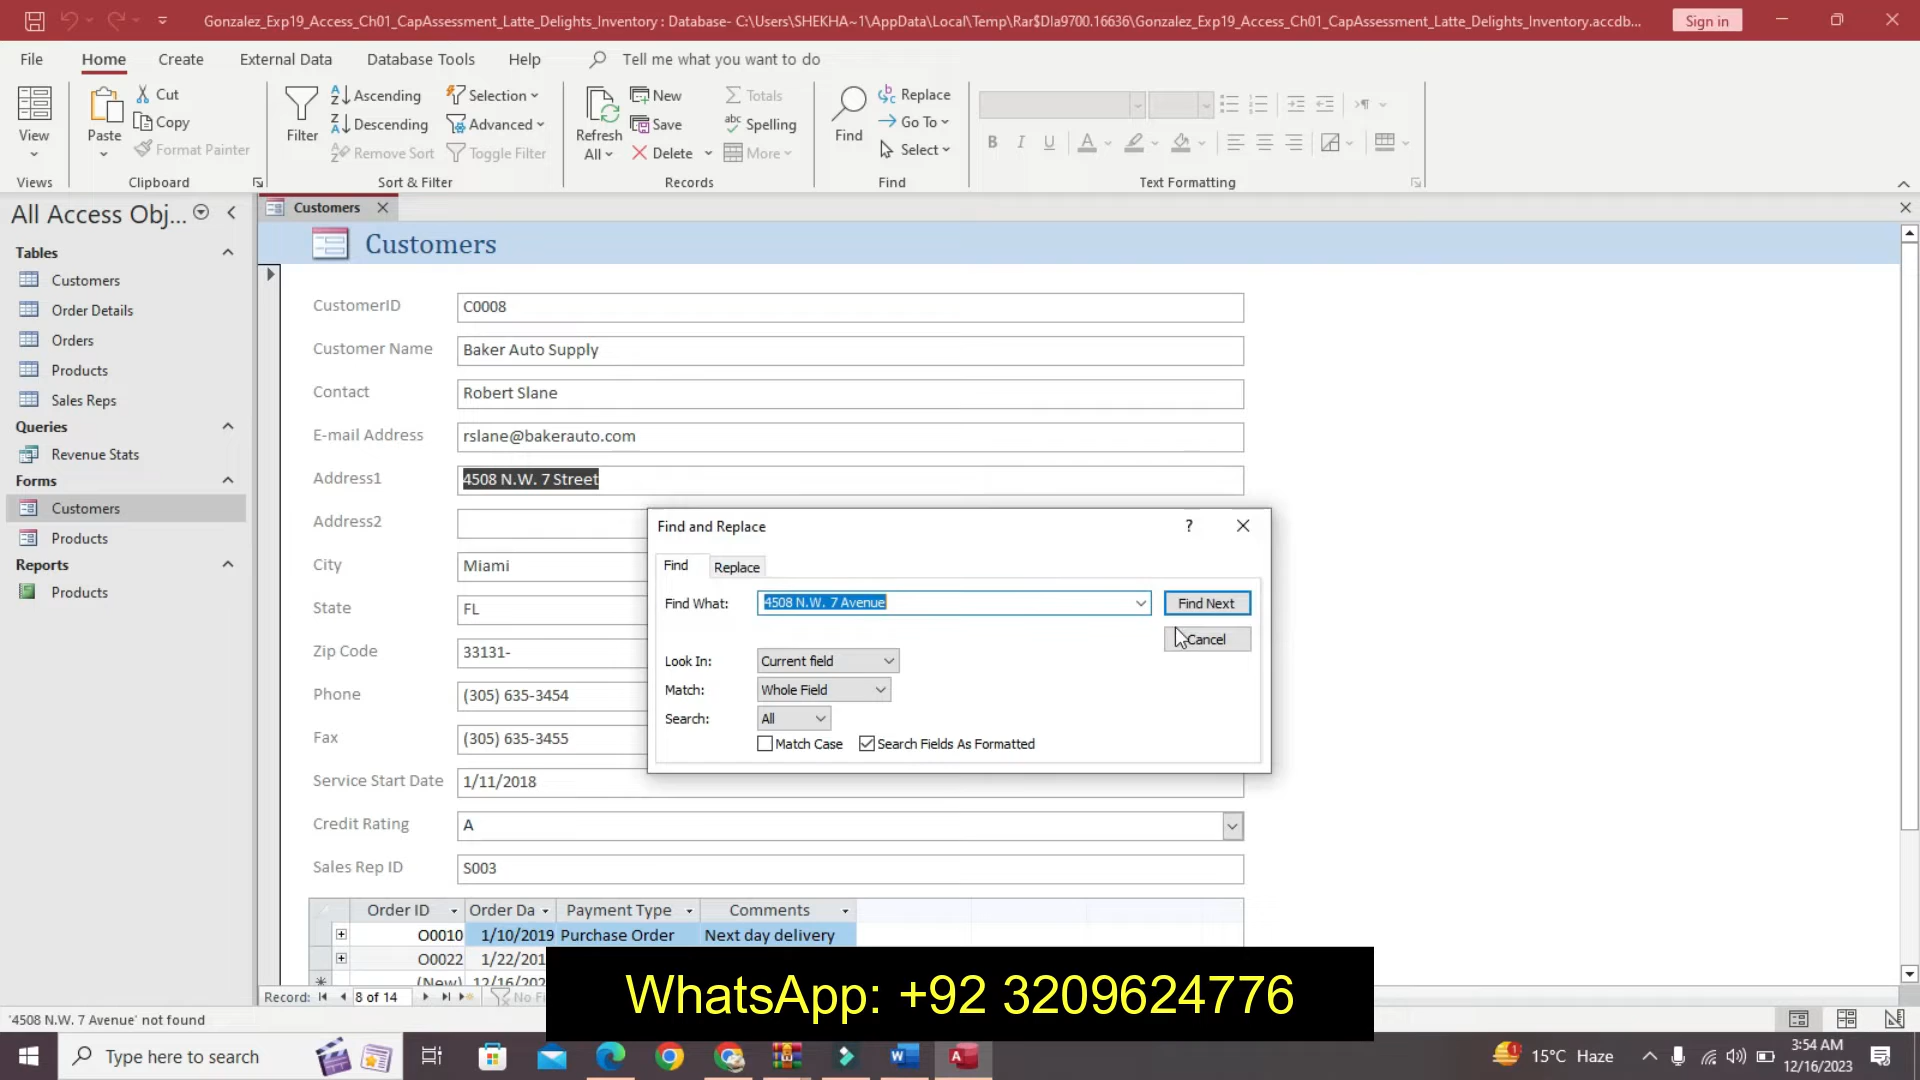 Gonzalez_Exp19_Access_Ch01_CapAssessment_Latte_Delights_Inventory : Database- C:\Users\SHEKHA~1\AppData\Local\Temp\Rar$DIa9700.16636\Gonzalez_Exp19_Access_Ch01_CapAssessment_Latte_Delights_Inventory.accdb...
Sign in
File Home Create External Data Database Tables Help Tell me what you want to do
View
Views
Paste
Cut
Copy
Format Painter
Clipboard
Filter
Ascending
Descending
Remove Sort
Selection
Advanced
Toggle Filter
Sort & Filter
Refresh All
New
Save
Delete
Totals
Spelling
More
Records
Find
Replace
Go To
Select
Find
B I U A
Text Formatting
All Access Obj...
Tables
Customers
Order Details
Orders
Products
Sales Reps
Queries
Revenue Stats
Forms
Customers
Products
Reports
Products
Customers
Customers
CustomerID C0008
Customer Name Baker Auto Supply
Contact Robert Slane
E-mail Address rslane@bakerauto.com
Address1 4508 N.W. 7 Street
Address2
City Miami
State FL
Zip Code 33131-
Phone (305) 635-3454
Fax (305) 635-3455
Service Start Date 1/11/2018
Credit Rating A
Sales Rep ID S003
Find and Replace ?
Find Replace
Find What: 4508 N.W. 7 Avenue Find Next
Cancel
Look In: Current field
Match: Whole Field
Search: All
Match Case Search Fields As Formatted
Order ID Order Da Payment Type Comments
O0010 1/10/2019 Purchase Order Next day delivery
O0022 1/22/201
(New) 12/16/202
Record: 8 of 14 No Fi
WhatsApp: +92 3209624776
'4508 N.W. 7 Avenue' not found
Type here to search
15°C Haze
3:54 AM
12/16/2023